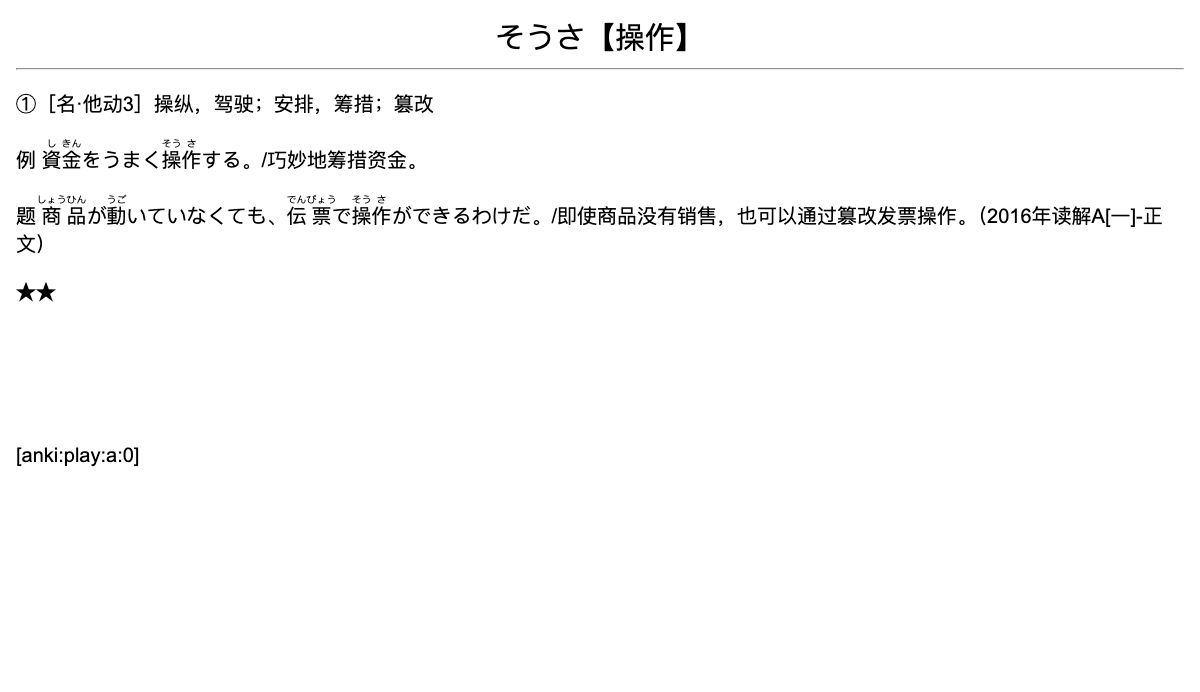 そうさ【操作】
①［名·他动3］操纵，驾驶；安排，筹措；篡改
しきん そうさ
例 資金をうまく操作する。/巧妙地筹措资金。
しょうひん うご でんぴょう そうさ
题 商品が動いていなくても、伝票で操作ができるわけだ。/即使商品没有销售，也可以通过篡改发票操作。（2016年读解A[一]-正
文）
★★
[anki:play:a:0]